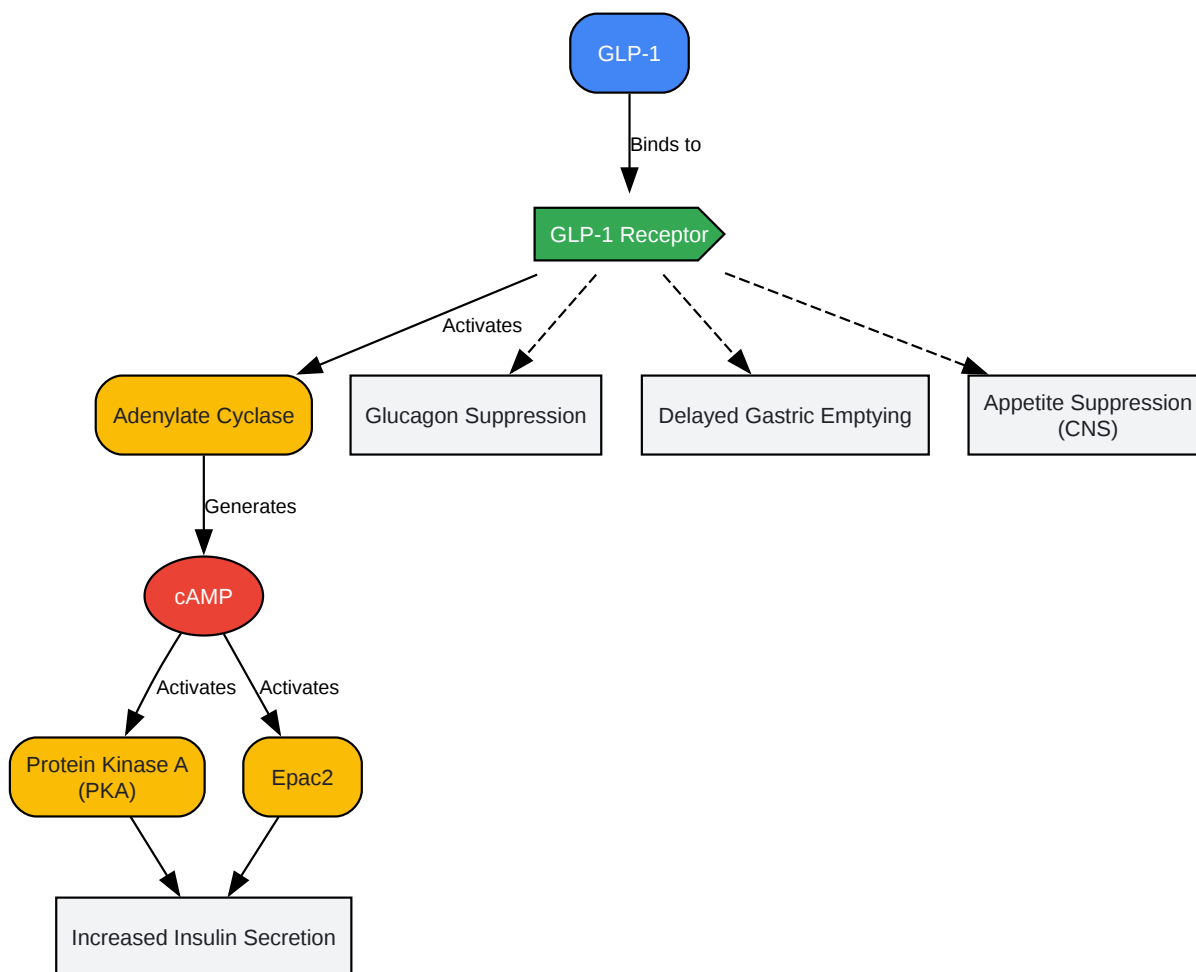 GLP-1
Binds to
GLP-1 Receptor
Activates
Adenylate Cyclase
Glucagon Suppression
Delayed Gastric Emptying
Appetite Suppression
(CNS)
Generates
cAMP
Activates
Activates
Protein Kinase A
(PKA)
Epac2
Increased Insulin Secretion